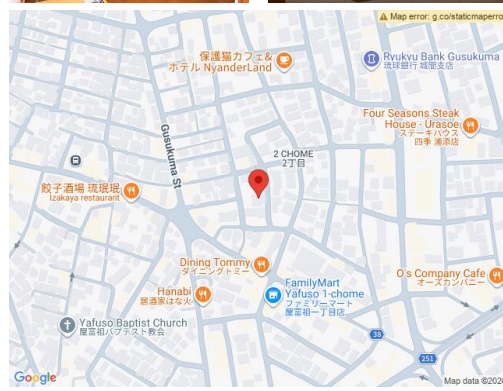 Map error: g.co/staticmaperro
保護猫カフェ&
ホテル NyanderLand
Ryukyu Bank Gusukuma
琉球銀行 城間支店
Gusukuma St
Four Seasons Steak
House - Urasoe
ステーキハウス
四季 浦添店
2 CHOME
2丁目
餃子酒場 琉珉珉
Izakaya restaurant
Dining Tommy
ダイニングトミー
O's Company Cafe
オーズカンパニー
Hanabi
居酒家はな火
FamilyMart
Yafuso 1-chome
ファミリーマート
屋富祖一丁目店
Yafuso Baptist Church
屋富祖バプテスト教会
38
251
Google
Map data ©202